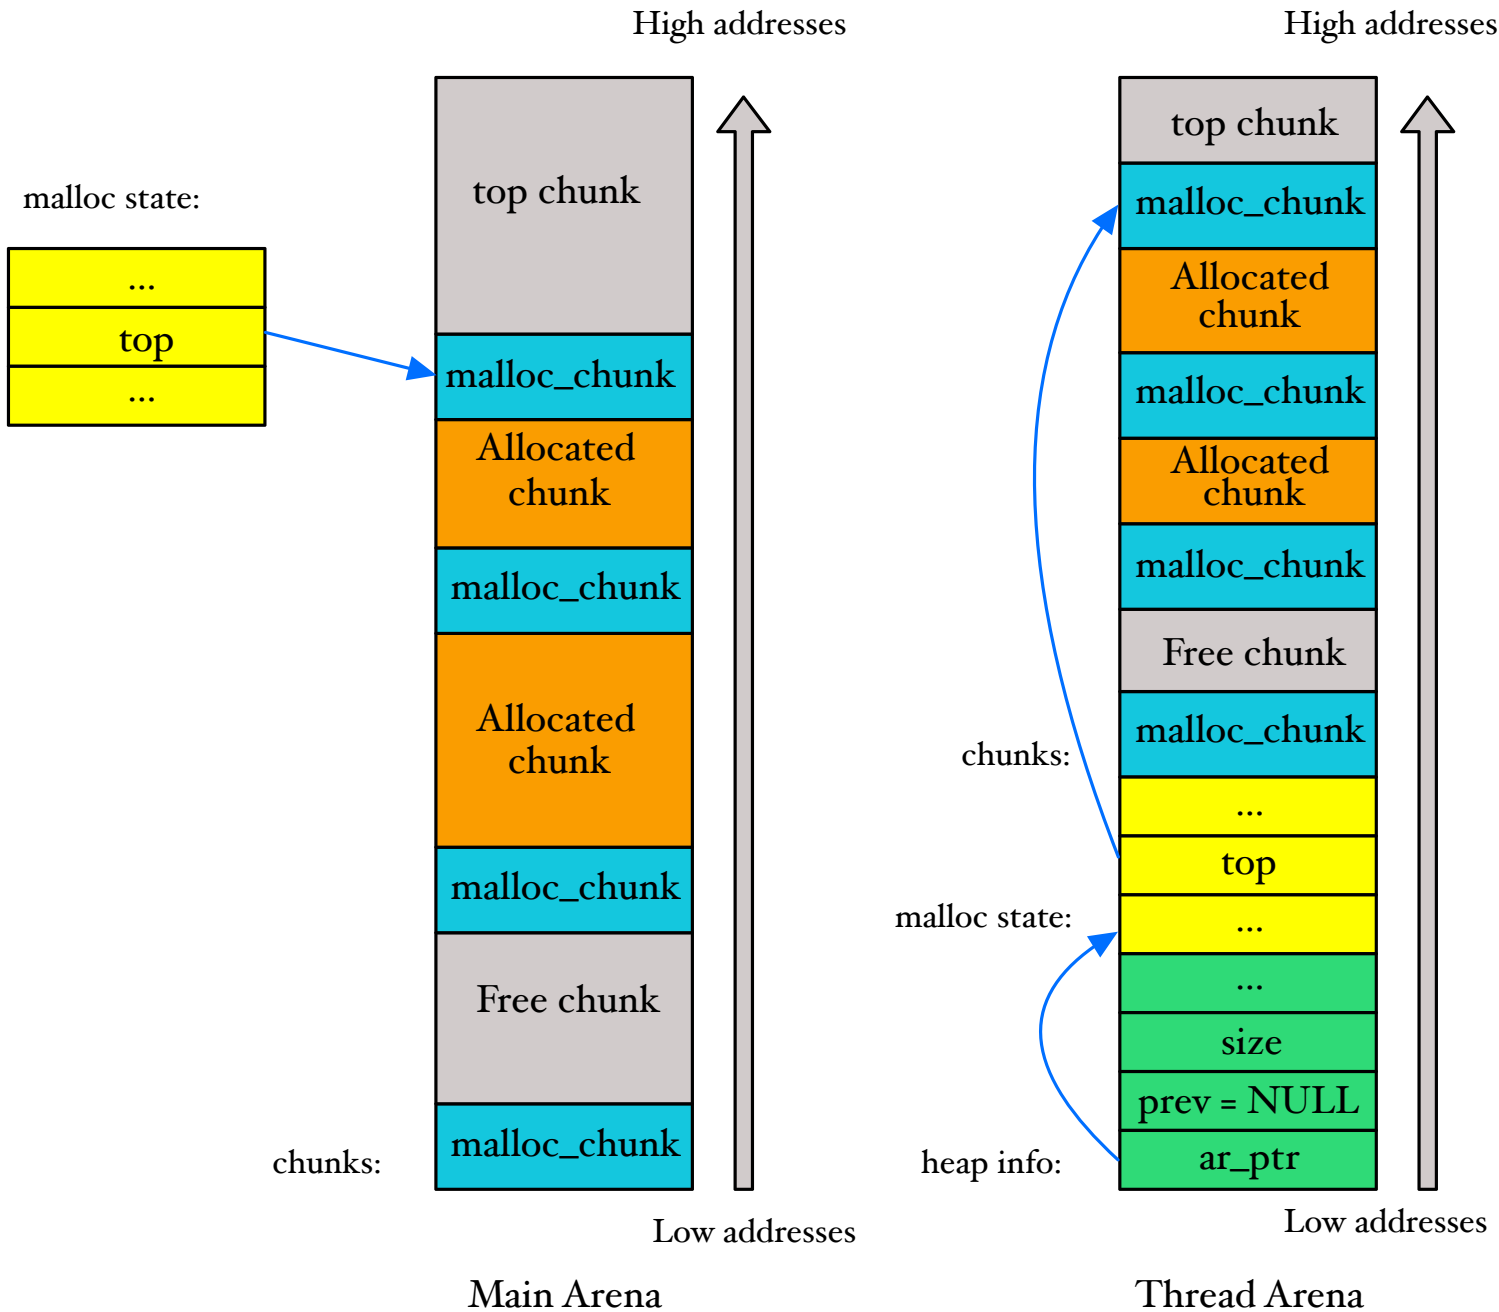 High addresses
malloc state:
...
top
...
top chunk
malloc_chunk
Allocated
chunk
malloc_chunk
Allocated
chunk
malloc_chunk
Free chunk
chunks:
malloc_chunk
Low addresses
Main Arena
High addresses
top chunk
malloc_chunk
Allocated
chunk
malloc_chunk
Allocated
chunk
malloc_chunk
Free chunk
malloc_chunk
chunks:
...
top
malloc state:
...
...
size
prev = NULL
heap info:
ar_ptr
Low addresses
Thread Arena